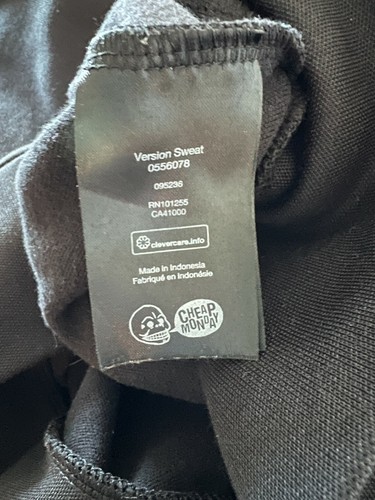 Version Sweat
0556078
095236
RN101255
CA41000
clevercare.info
Made in Indonesia
Fabriqué en Indonésie
CHEAP
MONDAY